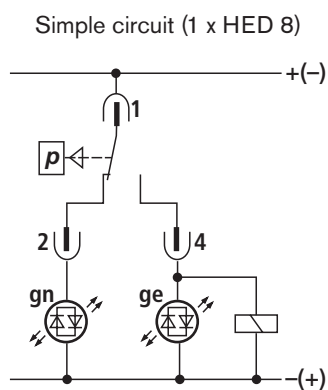 Simple circuit (1 x HED 8)
+(–)
1
p
2
4
gn
ge
–(+)